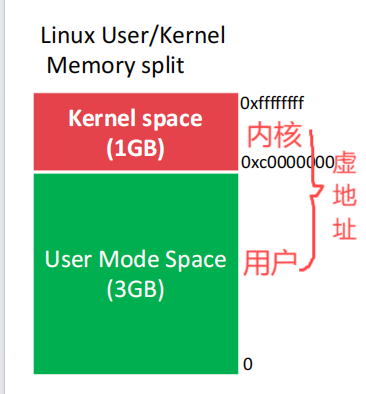 Linux User/Kernel
Memory split
0xffffffff
Kernel space
(1GB)
内核
0xc0000000
虚地址
User Mode Space
(3GB)
用户
0